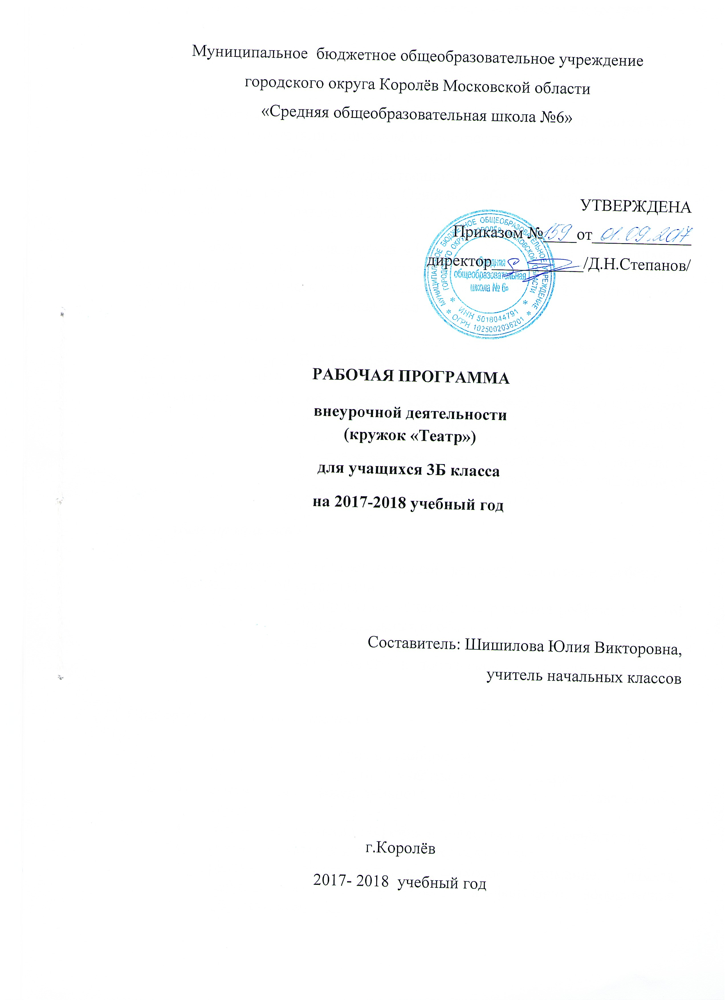 Муниципальное  бюджетное общеобразовательное учреждение
городского округа Королёв Московской области
«Средняя общеобразовательная школа №6»
УТВЕРЖДЕНА
Приказом № 159 от 01.09.2017
директор /Д.Н.Степанов/
МУНИЦИПАЛЬНОЕ БЮДЖЕТНОЕ ОБЩЕОБРАЗОВАТЕЛЬНОЕ УЧРЕЖДЕНИЕ
ГОРОДСКОГО ОКРУГА КОРОЛЁВ МОСКОВСКОЙ ОБЛАСТИ
«Средняя
общеобразовательная
школа № 6»
ИНН 5018044791
ОГРН 1025002036201
РАБОЧАЯ ПРОГРАММА
внеурочной деятельности
(кружок «Театр»)
для учащихся 3Б класса
на 2017-2018 учебный год
Составитель: Шишилова Юлия Викторовна,
учитель начальных классов
г.Королёв
2017- 2018  учебный год